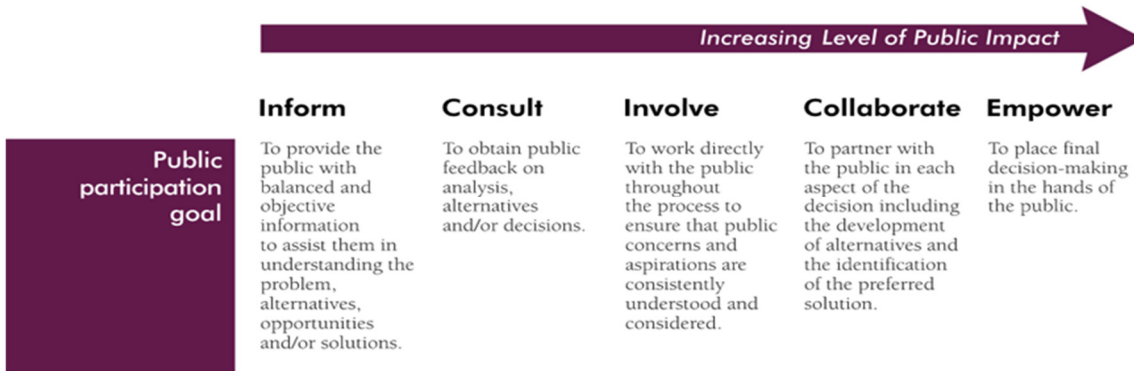 Increasing Level of Public Impact
Public
participation
goal
Inform
To provide the
public with
balanced and
objective
information
to assist them in
understanding the
problem,
alternatives,
opportunities
and/or solutions.
Consult
To obtain public
feedback on
analysis,
alternatives
and/or decisions.
Involve
To work directly
with the public
throughout
the process to
ensure that public
concerns and
aspirations are
consistently
understood and
considered.
Collaborate
To partner with
the public in each
aspect of the
decision including
the development
of alternatives and
the identification
of the preferred
solution.
Empower
To place final
decision-making
in the hands of
the public.